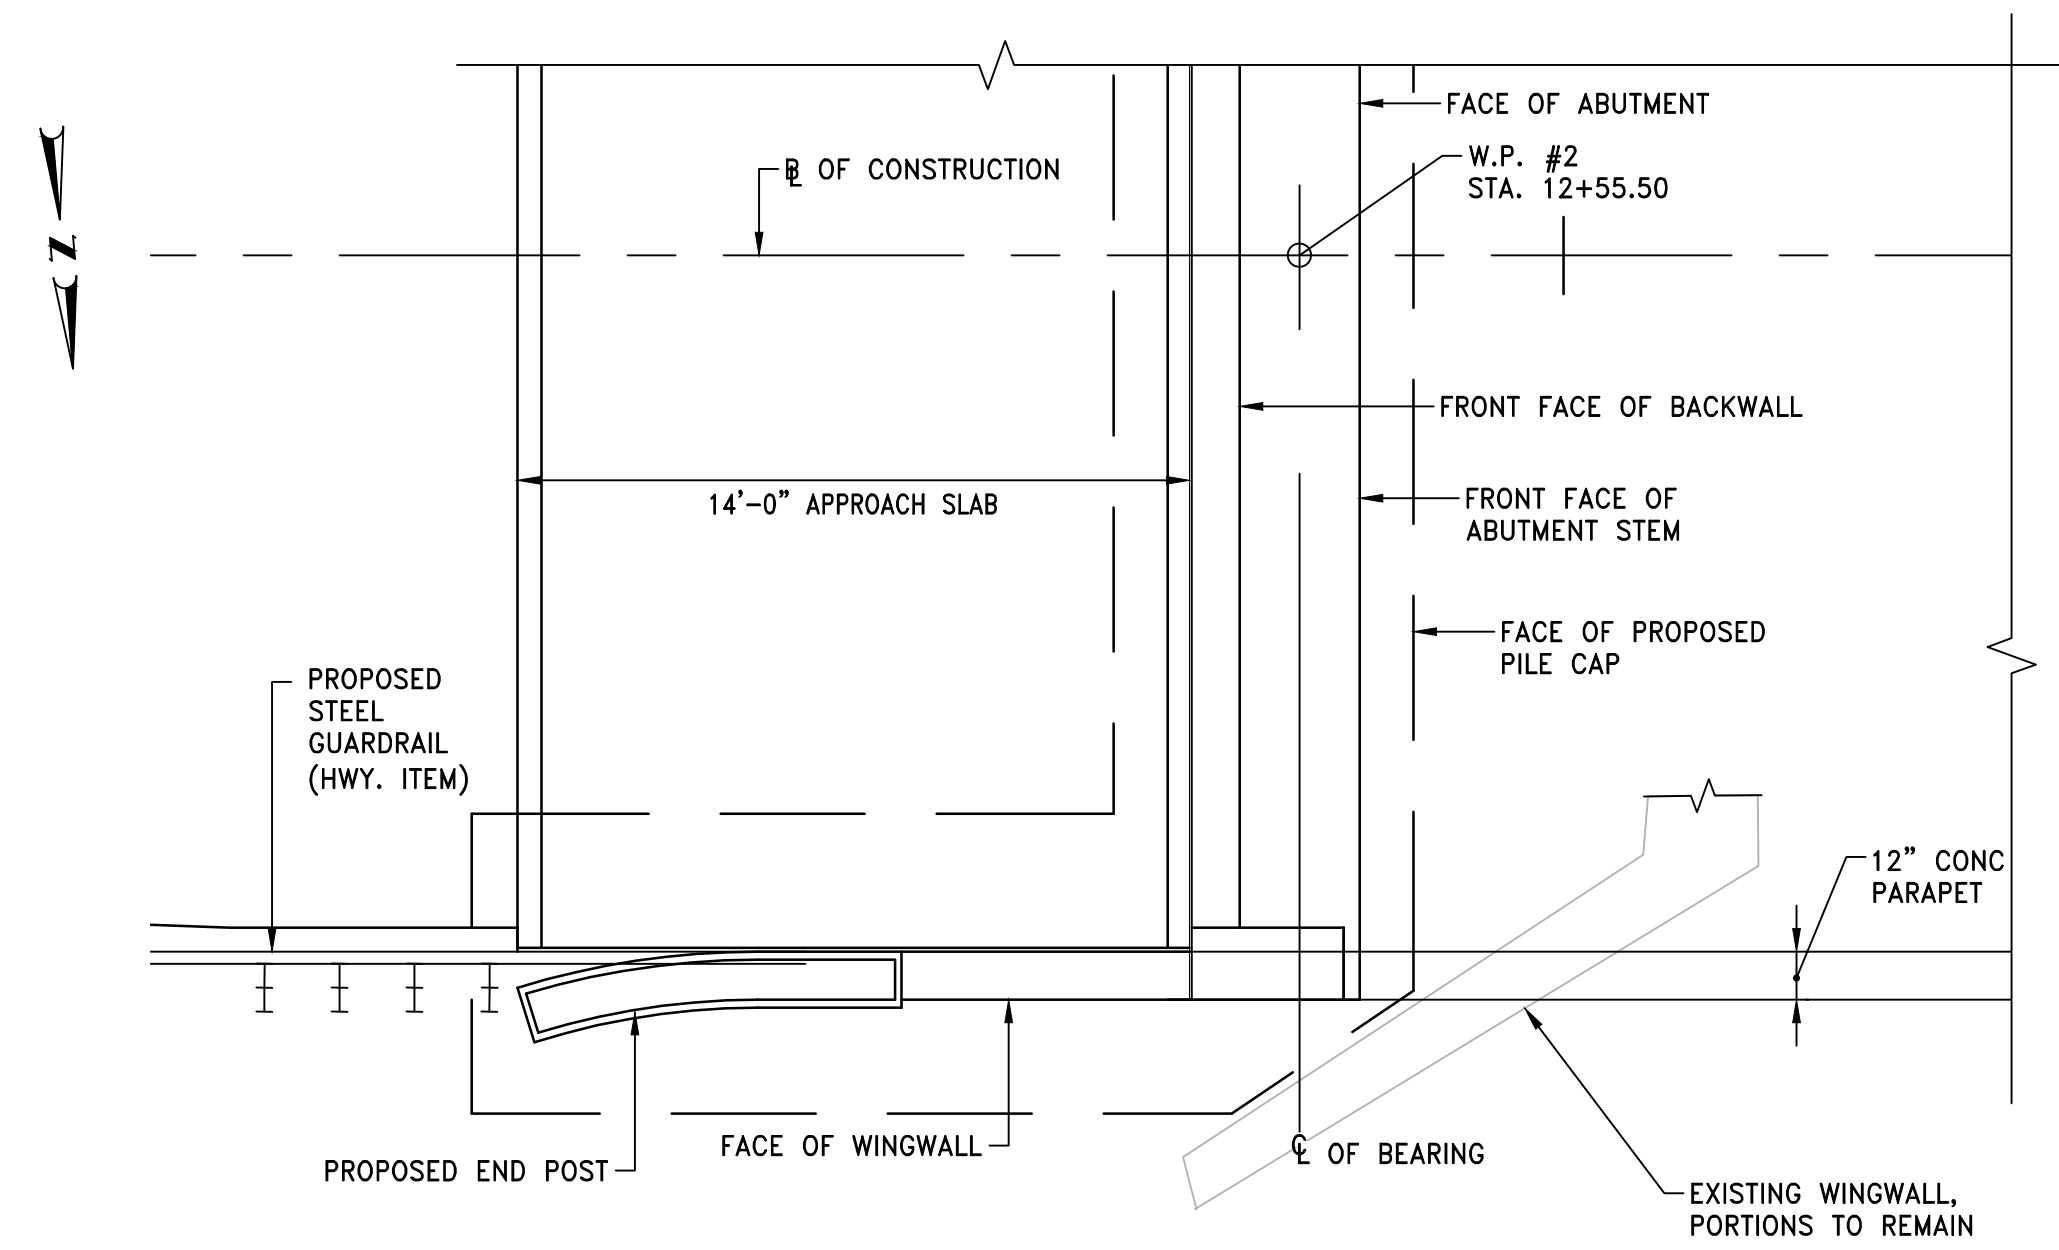 FACE OF ABUTMENT
W.P. #2
STA. 12+55.50
℄ OF CONSTRUCTION
N
FRONT FACE OF BACKWALL
14'-0" APPROACH SLAB
FRONT FACE OF
ABUTMENT STEM
FACE OF PROPOSED
PILE CAP
PROPOSED
STEEL
GUARDRAIL
(HWY. ITEM)
12" CONC
PARAPET
FACE OF WINGWALL
PROPOSED END POST
℄ OF BEARING
EXISTING WINGWALL,
PORTIONS TO REMAIN